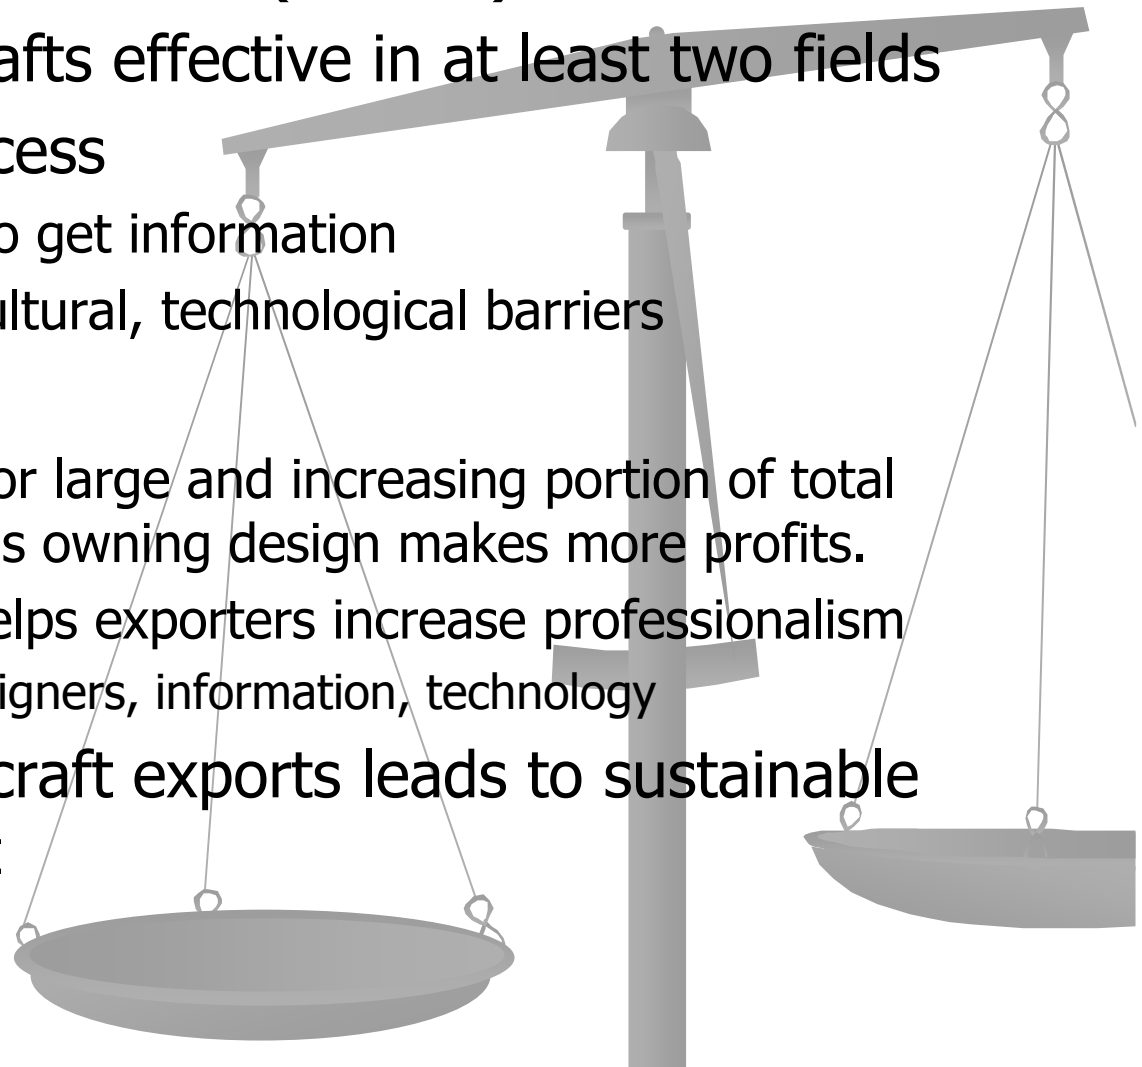 afts effective in at least two fields
cess
o get information
ultural, technological barriers
or large and increasing portion of total
s owning design makes more profits.
elps exporters increase professionalism
igners, information, technology
craft exports leads to sustainable